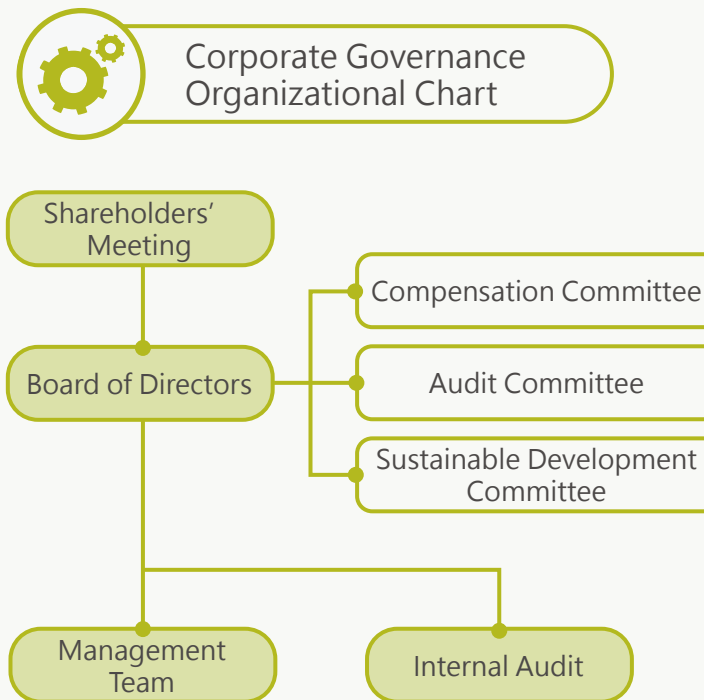 Corporate Governance
Organizational Chart
Shareholders’
Meeting
Board of Directors
Compensation Committee
Audit Committee
Sustainable Development
Committee
Management
Team
Internal Audit